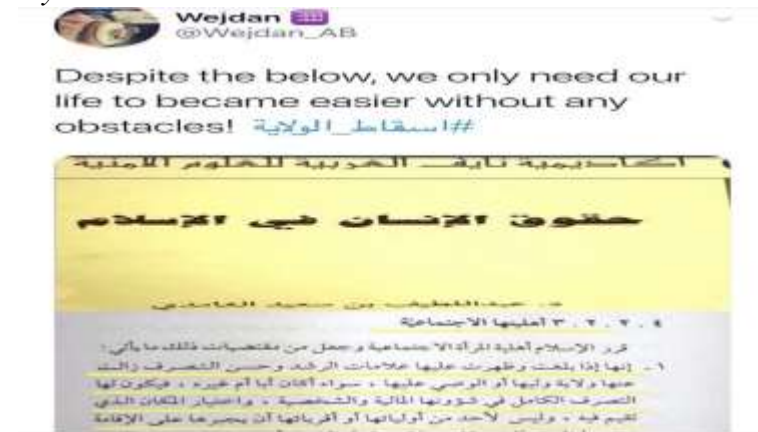 Wejdan
@Wejdan_AB
Despite the below, we only need our
life to became easier without any
obstacles! #اسقاط_الولاية
أكاديمية نايف العربية للعلوم الأمنية
حقوق الإنسان في الإسلام
د. عبداللطيف بن سعيد الغامدي
٤ . ٢ . ٢ . ٣ أهليتها الاجتماعية
قرر الإسلام أهلية المرأة الاجتماعية وجعل من مقتضيات ذلك ما يأتي :
١ ـ إنها إذا بلغت وظهرت عليها علامات الرشد وحسن التصرف زالت
عنها ولاية وليها أو الوصي عليها ، سواء أكان أبا أم غيره ، فيكون لها
التصرف الكامل في شؤونها المالية والشخصية ، واختيار المكان الذي
تقيم فيه ، وليس لأحد من أوليائها أو أقربائها أن يجبرها على الإقامة